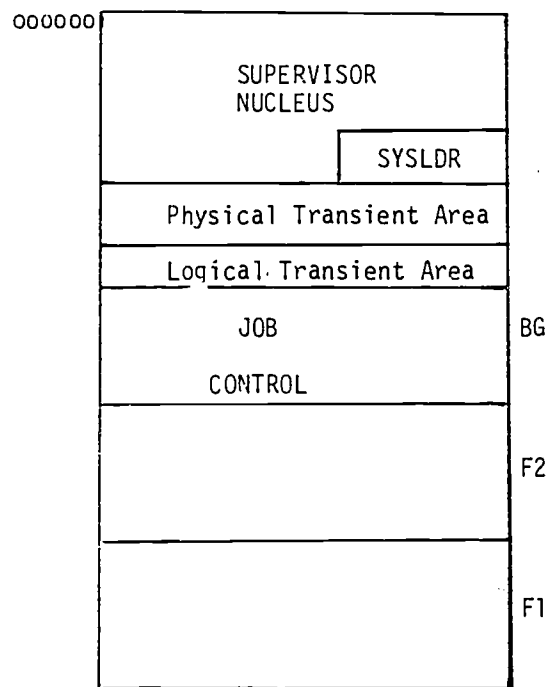 000000
SUPERVISOR
NUCLEUS
SYSLDR
Physical Transient Area
Logical Transient Area
JOB
BG
CONTROL
F2
F1